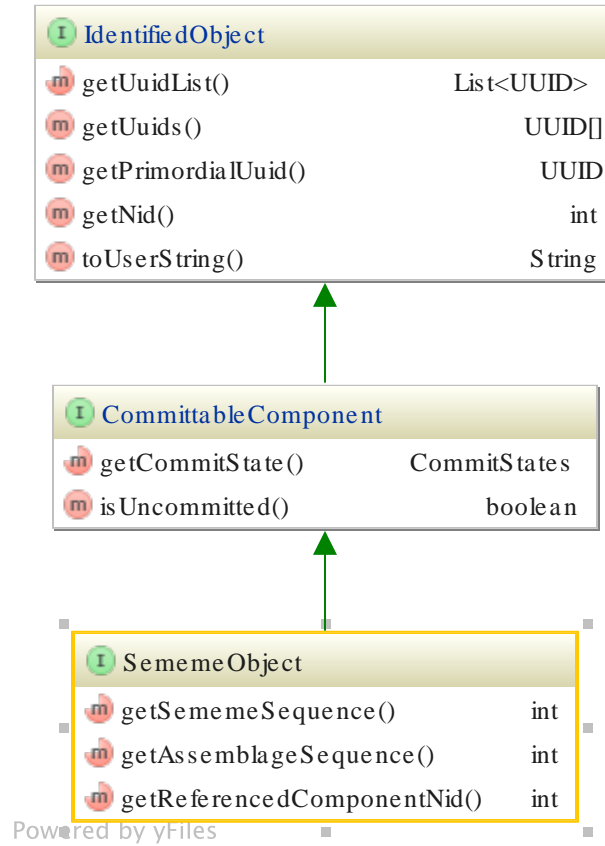 I IdentifiedObject
m getUuidList() List<UUID>
m getUuids() UUID[]
m getPrimordialUuid() UUID
m getNid() int
m toUserString() String
I CommittableComponent
m getCommitState() CommitStates
m isUncommitted() boolean
I SememeObject
m getSememeSequence() int
m getAssemblageSequence() int
m getReferencedComponentNid() int
Powered by yFiles